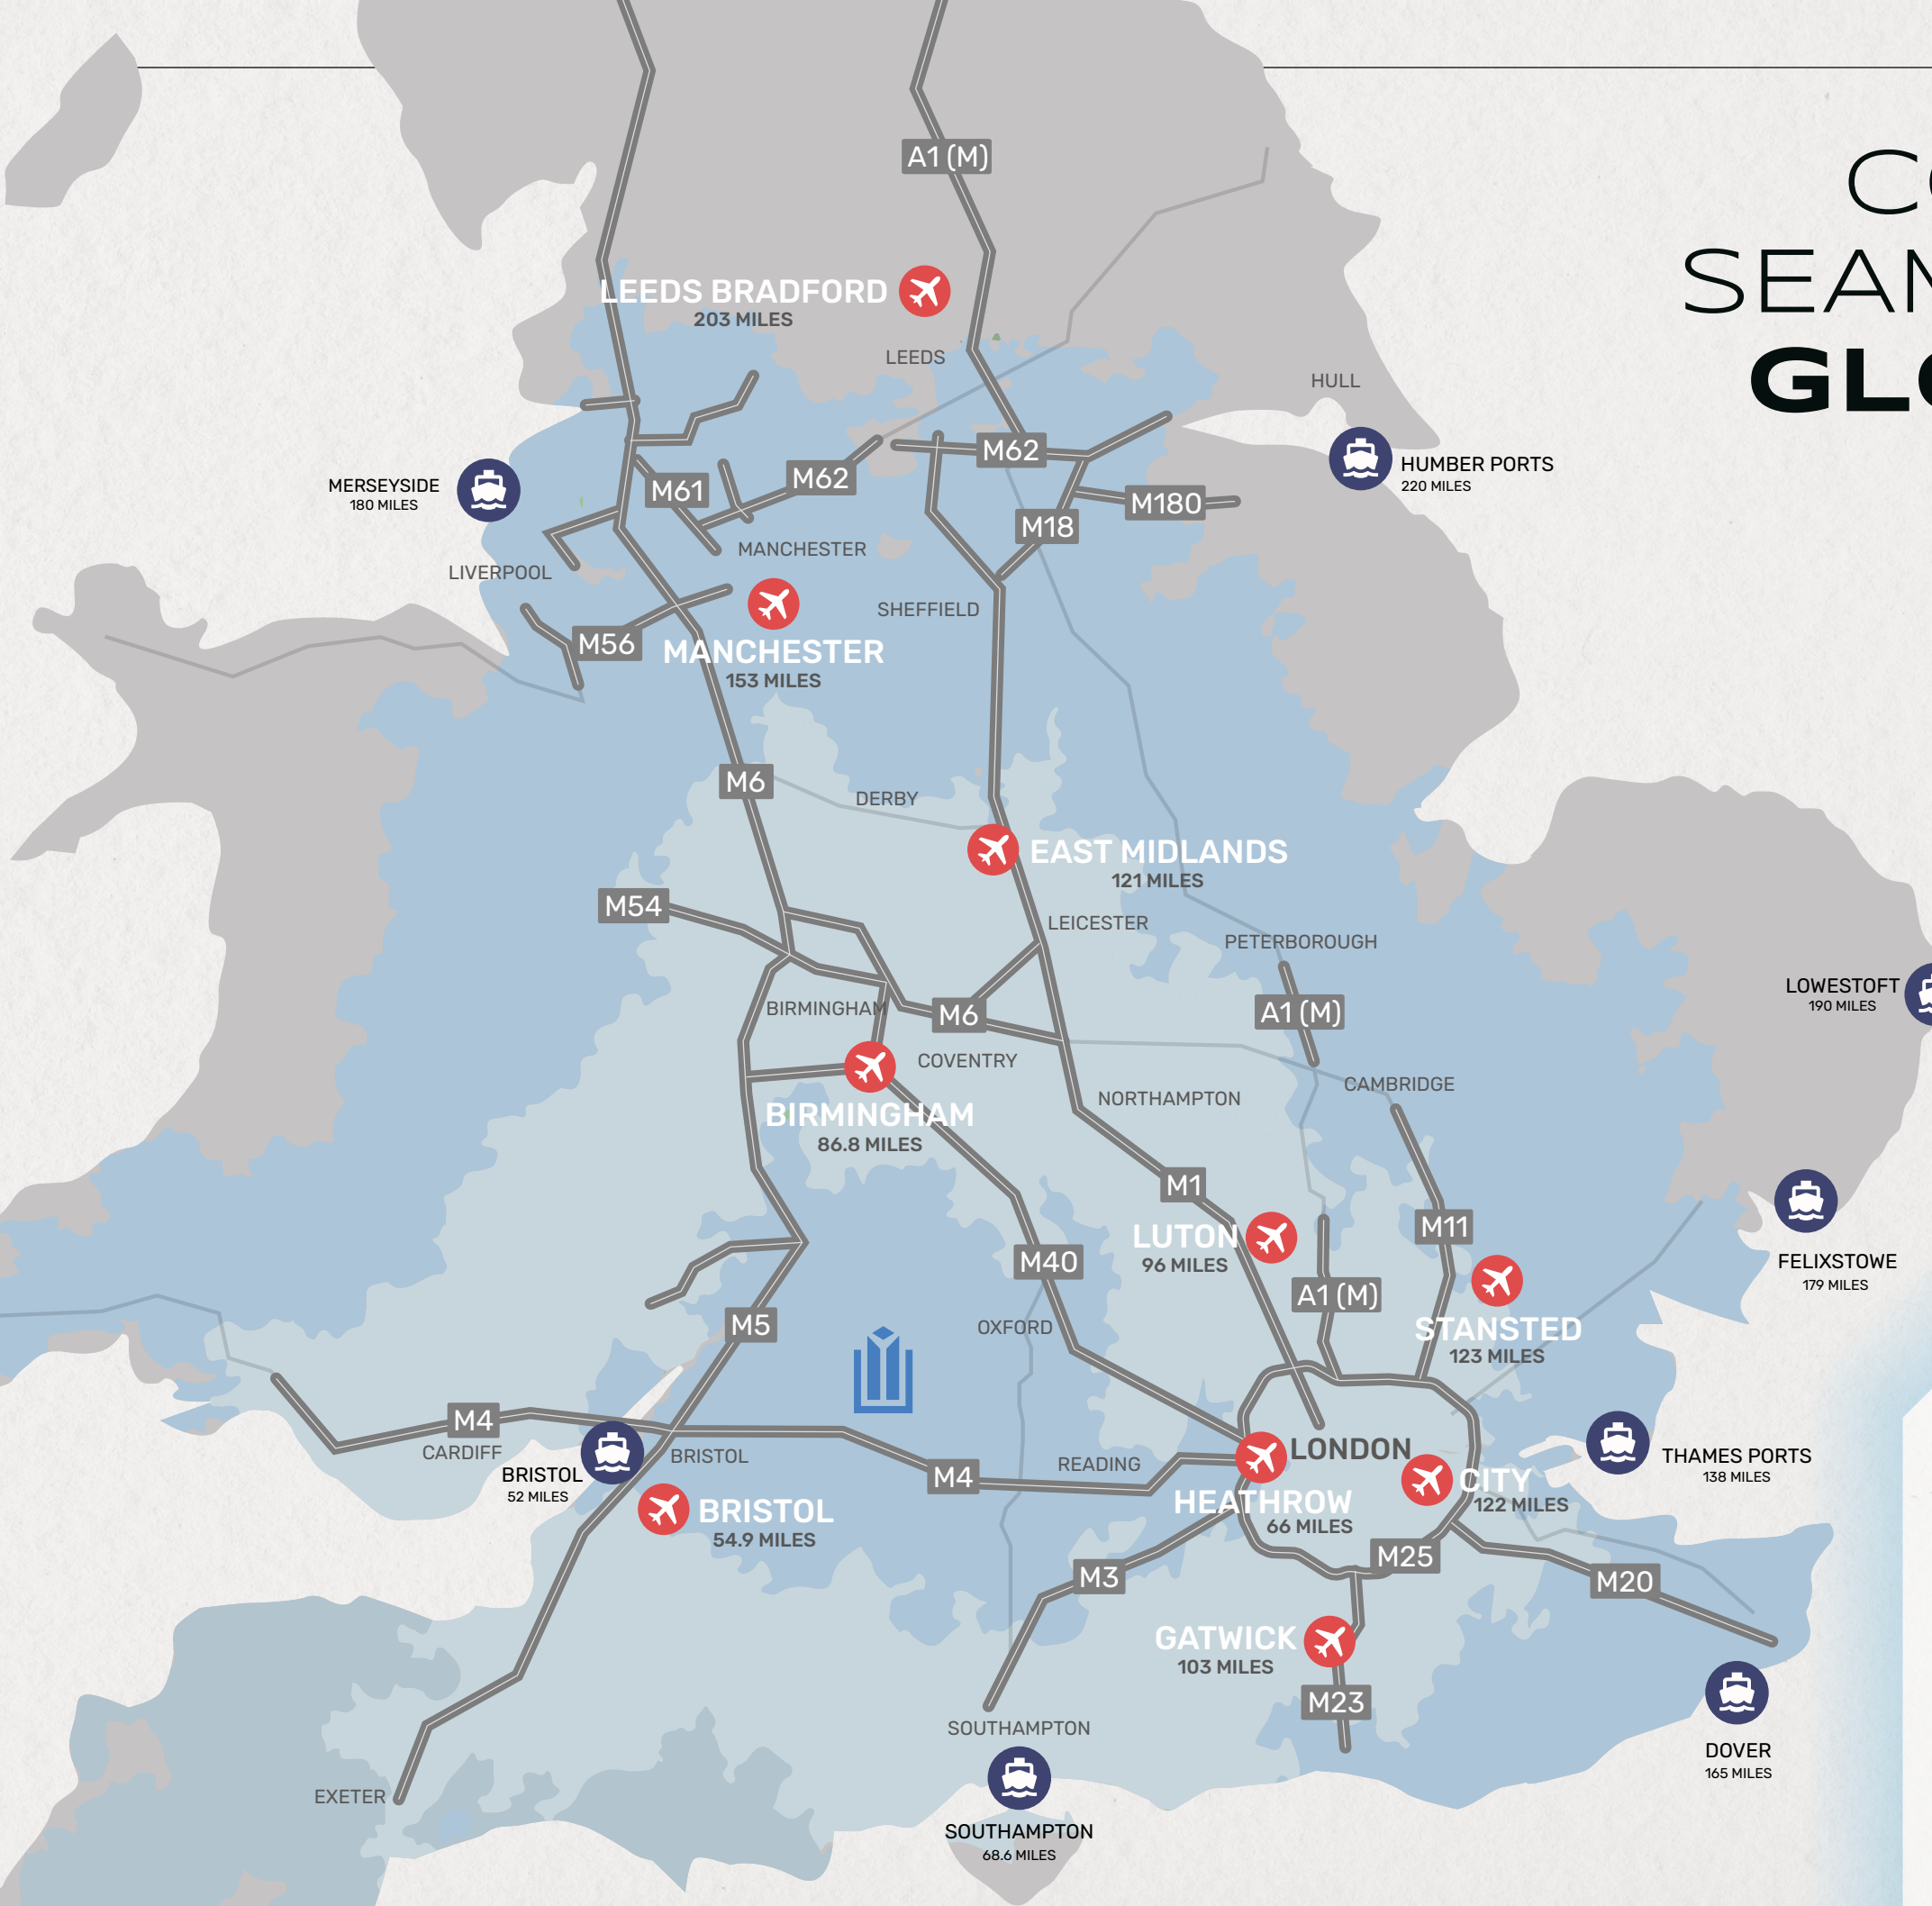 A1 (M)
C
SEA
GL
LEEDS BRADFORD
203 MILES
LEEDS
HULL
M62
HUMBER PORTS
220 MILES
M62
M61
MERSEYSIDE
180 MILES
M180
M18
MANCHESTER
LIVERPOOL
SHEFFIELD
M56
MANCHESTER
153 MILES
M6
DERBY
EAST MIDLANDS
121 MILES
M54
LEICESTER
PETERBOROUGH
LOWESTOFT
190 MILES
BIRMINGHAM
M6
A1 (M)
COVENTRY
CAMBRIDGE
NORTHAMPTON
BIRMINGHAM
86.8 MILES
M1
M11
LUTON
96 MILES
M40
FELIXSTOWE
179 MILES
A1 (M)
M5
OXFORD
STANSTED
123 MILES
M4
CARDIFF
BRISTOL
LONDON
THAMES PORTS
138 MILES
READING
BRISTOL
52 MILES
M4
CITY
122 MILES
BRISTOL
54.9 MILES
HEATHROW
66 MILES
M25
M3
M20
GATWICK
103 MILES
M23
SOUTHAMPTON
DOVER
165 MILES
EXETER
SOUTHAMPTON
68.6 MILES